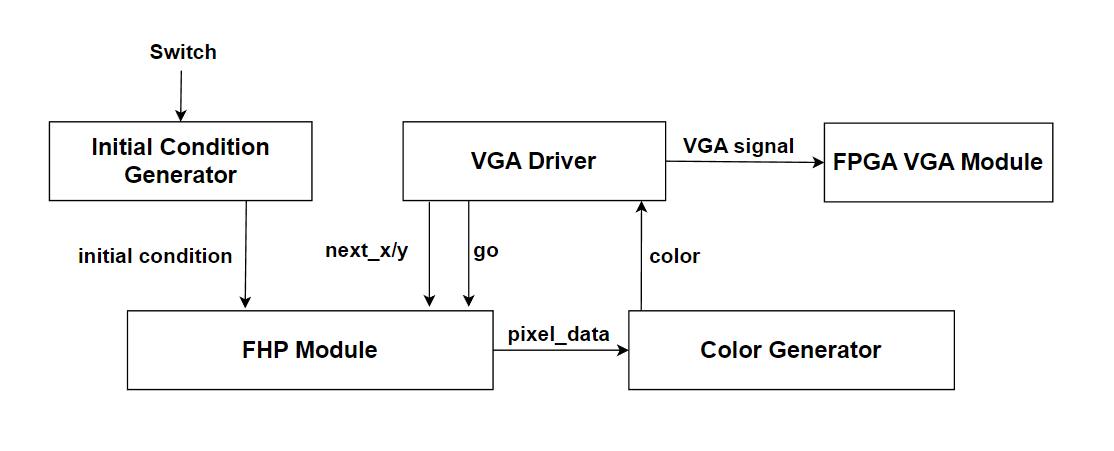 Switch
Initial Condition
Generator
VGA Driver
VGA signal
FPGA VGA Module
initial condition
next_x/y
go
color
FHP Module
pixel_data
Color Generator